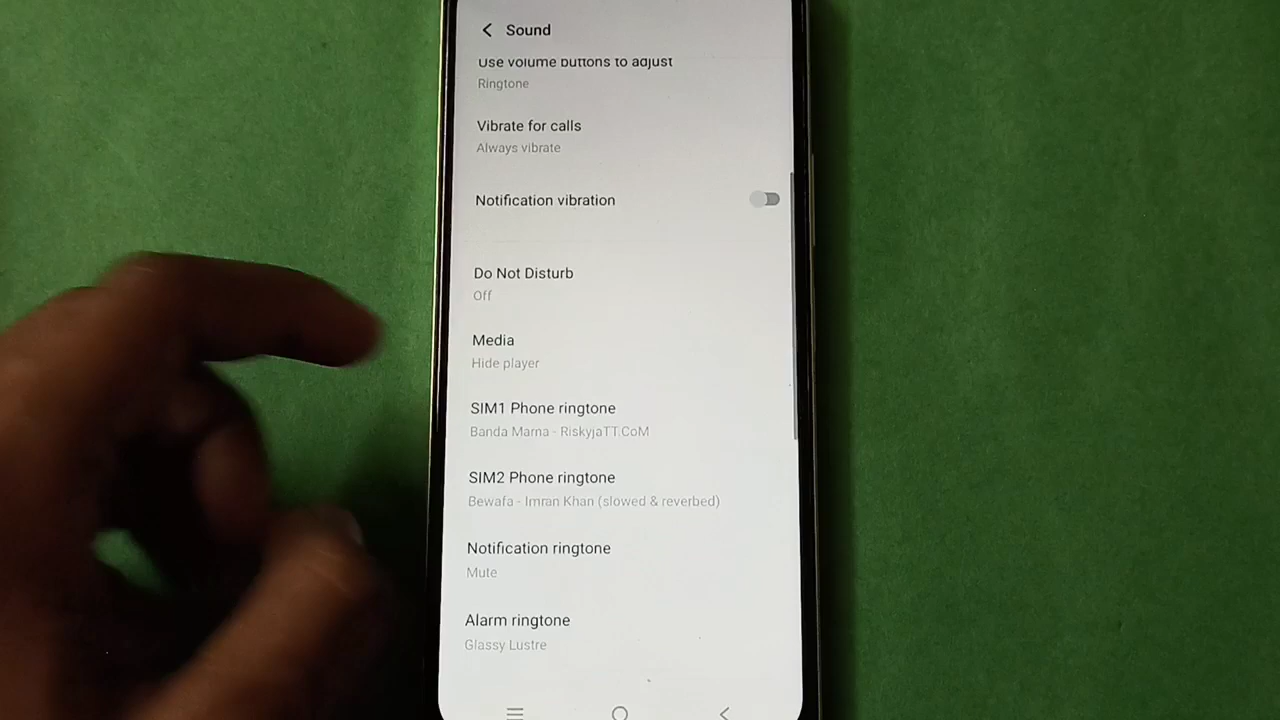 Sound
Use volume buttons to adjust
Ringtone
Vibrate for calls
Always vibrate
Notification vibration
Do Not Disturb
Off
Media
Hide player
SIM1 Phone ringtone
Banda Marna - RiskyjaTT.CoM
SIM2 Phone ringtone
Bewafa - Imran Khan (slowed & reverbed)
Notification ringtone
Mute
Alarm ringtone
Glassy Lustre